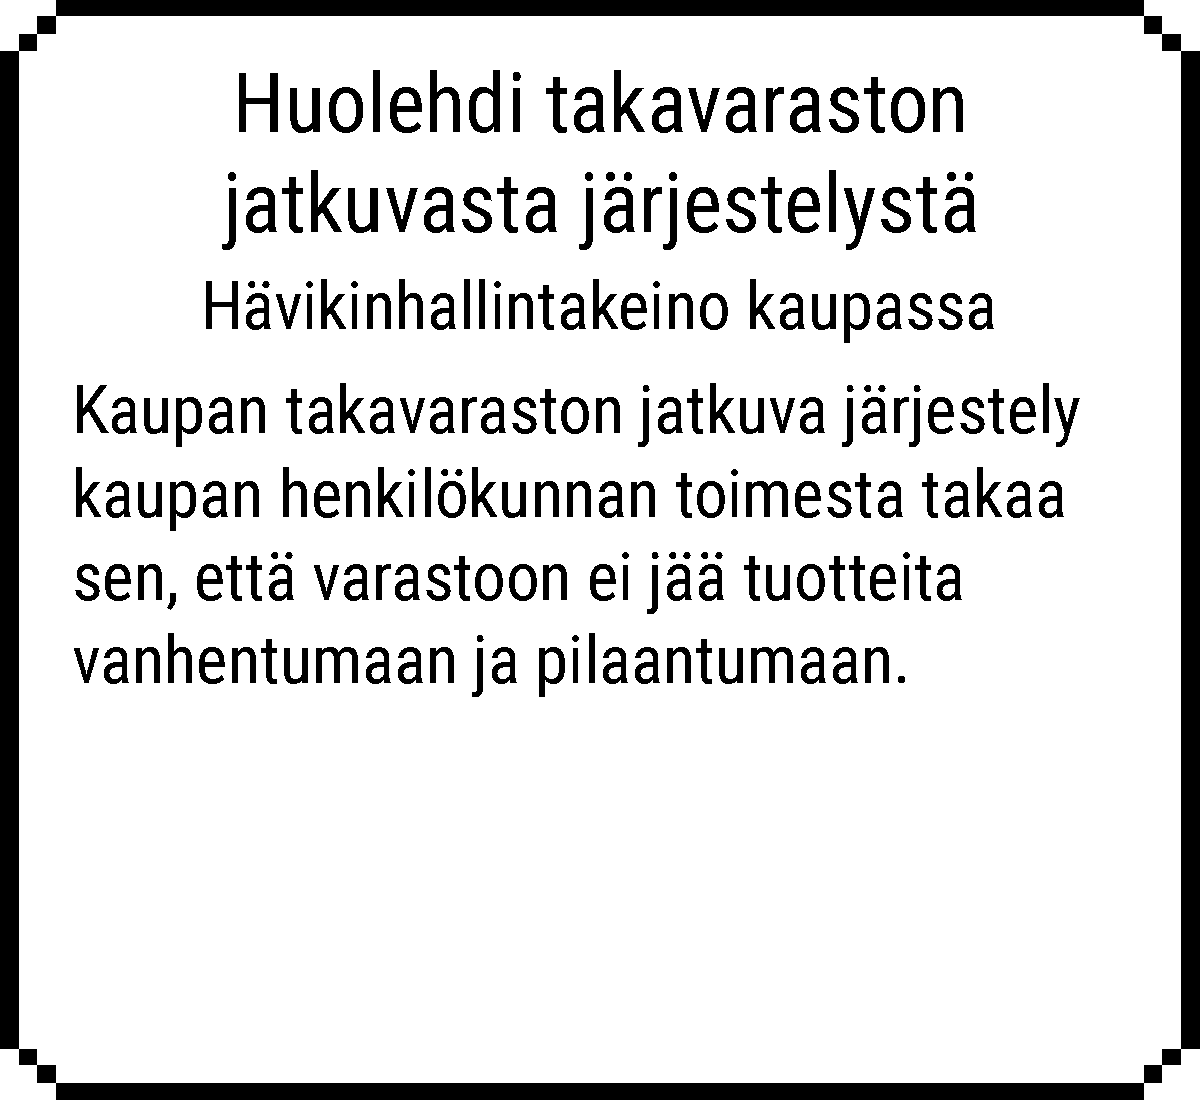 Huolehdi takavaraston
jatkuvasta järjestelystä
Hävikinhallintakeino kaupassa
Kaupan takavaraston jatkuva järjestely
kaupan henkilökunnan toimesta takaa
sen, että varastoon ei jää tuotteita
vanhentumaan ja pilaantumaan.